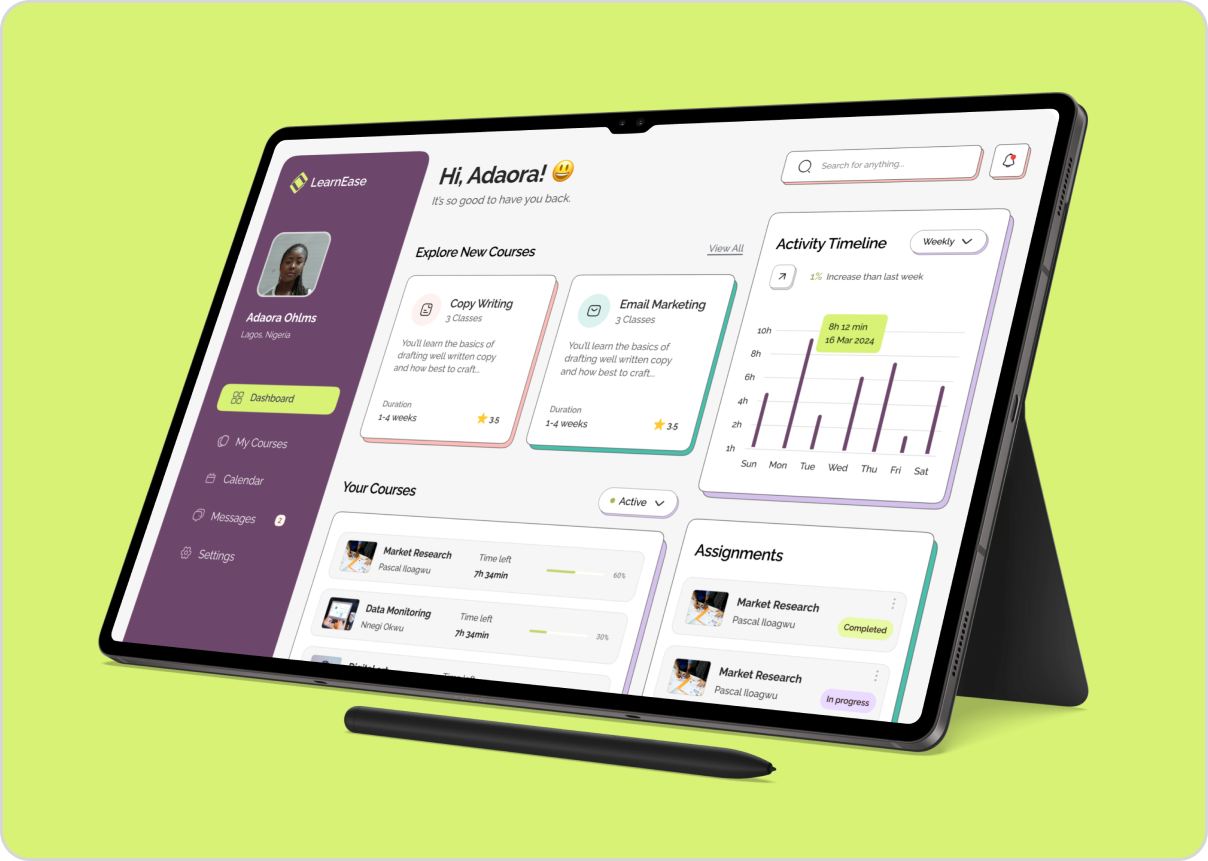 LearnEase
Adaora Ohlms
Lagos, Nigeria
Dashboard
My Courses
Calendar
Messages 2
Settings
Hi, Adaora! 😃
It's so good to have you back.
Search for anything...
Explore New Courses
View All
Copy Writing
3 Classes
You'll learn the basics of
drafting well written copy
and how best to craft...
Duration
1-4 weeks
3.5
Email Marketing
3 Classes
You'll learn the basics of
drafting well written copy
and how best to craft...
Duration
1-4 weeks
3.5
Activity Timeline
Weekly
1% Increase than last week
8h 12 min
16 Mar 2024
10h
8h
6h
4h
2h
1h
Sun Mon Tue Wed Thu Fri Sat
Your Courses
Active
Market Research
Pascal Iloagwu
Time left
7h 34min
60%
Data Monitoring
Nnegi Okwu
Time left
7h 34min
30%
Assignments
Market Research
Pascal Iloagwu
Completed
Market Research
Pascal Iloagwu
In progress